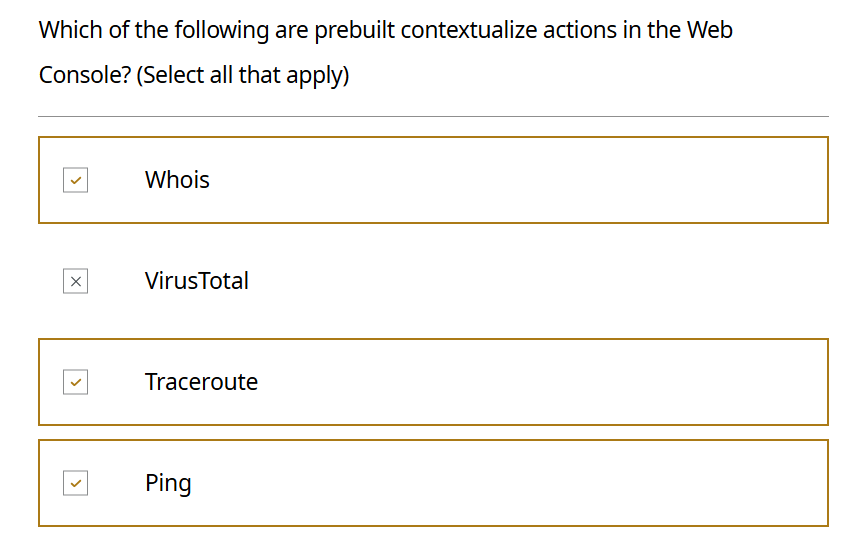 Which of the following are prebuilt contextualize actions in the Web
Console? (Select all that apply)
Whois
VirusTotal
Traceroute
Ping